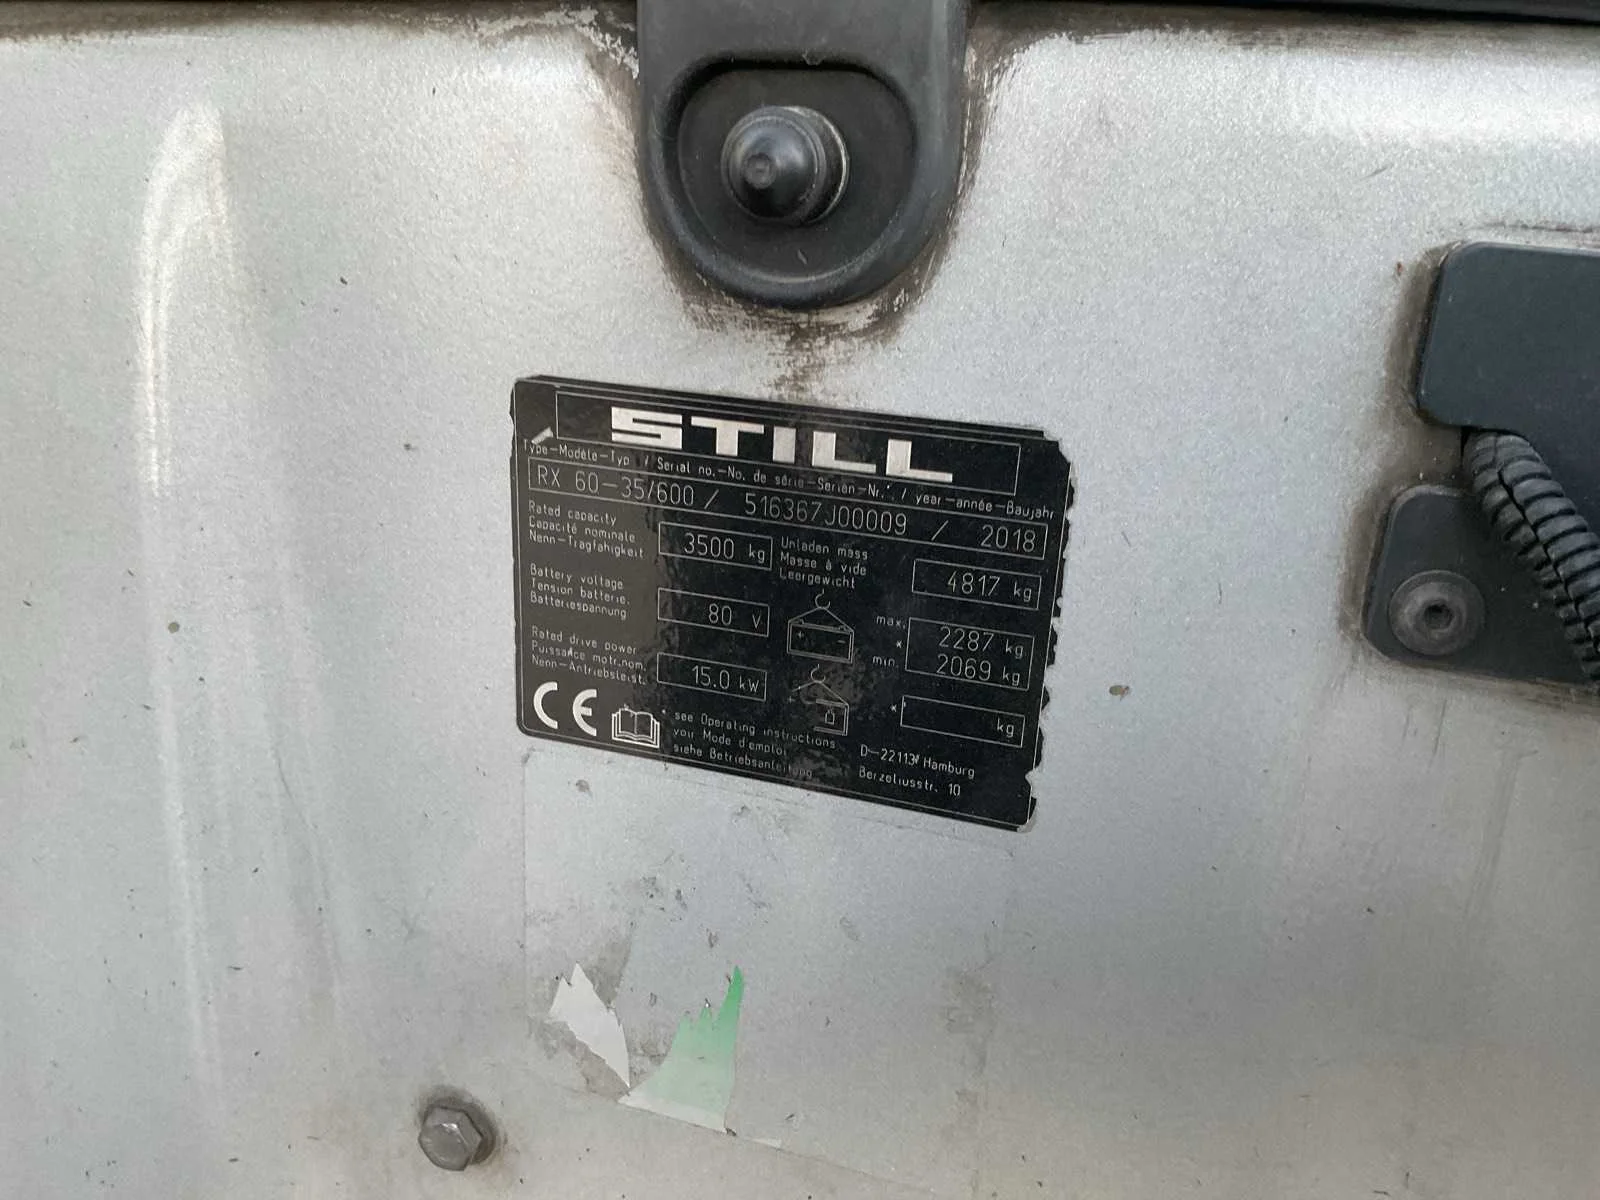 STILL
Type-Modèle-Typ / Serial no.-No. de série-Serien-Nr. / year-année-Baujahr
RX 60-35/600 / 516367J00009 / 2018
Rated capacity
Capacité nominale
Nenn-Tragfähigkeit
3500 kg
Unladen mass
Masse à vide
Leergewicht
4817 kg
Battery voltage
Tension batterie.
Batteriespannung
80 V
+ -
max.
*
min.
2287 kg
2069 kg
Rated drive power
Puissance motr.nom.
Nenn-Antriebsleist.
15.0 kW
* kg
CE
* see Operating instructions
voir Mode d'emploi
siehe Betriebsanleitung
D-22113 Hamburg
Berzeliusstr. 10